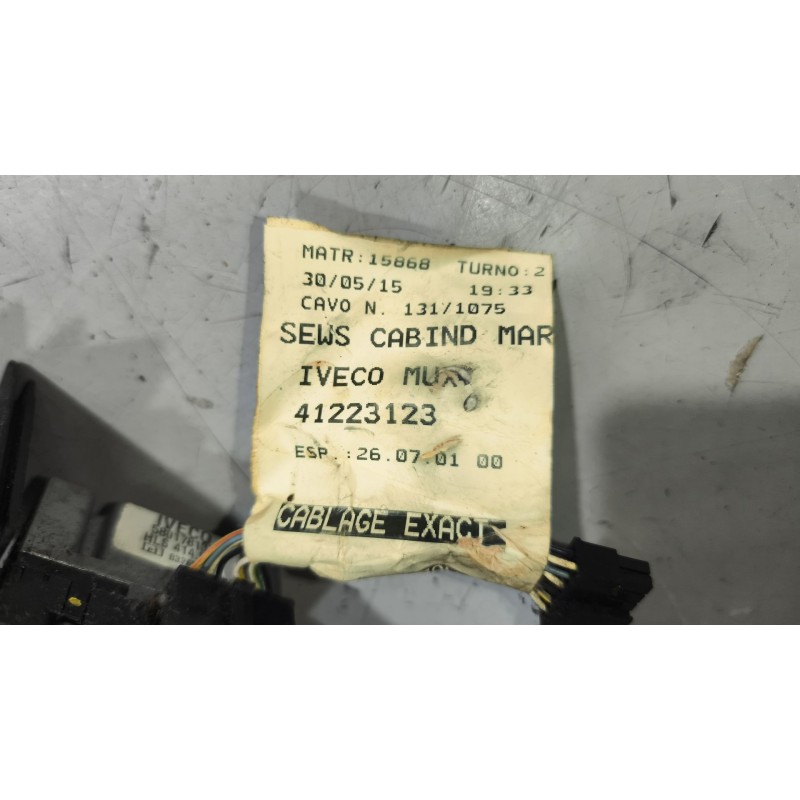 MATR:15868 TURNO:2
30/05/15 19:33
CAVO N. 131/1075
SEWS CABIND MAR
IVECO
41223123
ESP.:26.07.01 00
CABLAGE EXACT
IVECO